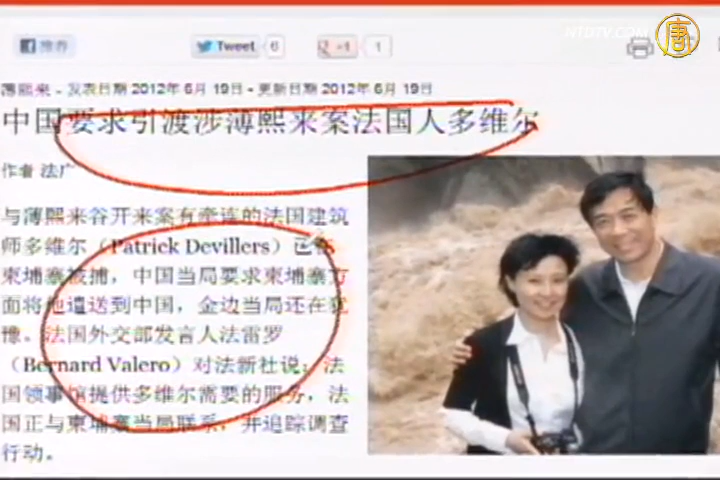 NTDTV.COM
唐
推荐
Tweet 6
+1 1
薄熙来 - 发表日期 2012年 6月 19日 - 更新日期 2012年 6月 19日
中国要求引渡涉薄熙来案法国人多维尔
作者 法广
与薄熙来谷开来案有牵连的法国建筑
师多维尔（Patrick Devillers）已在
柬埔寨被捕，中国当局要求柬埔寨方
面将他遣送到中国，金边当局还在犹
豫。法国外交部发言人法雷罗
（Bernard Valero）对法新社说：法
国领事馆提供多维尔需要的服务，法
国正与柬埔寨当局联系，并追踪调查
行动。